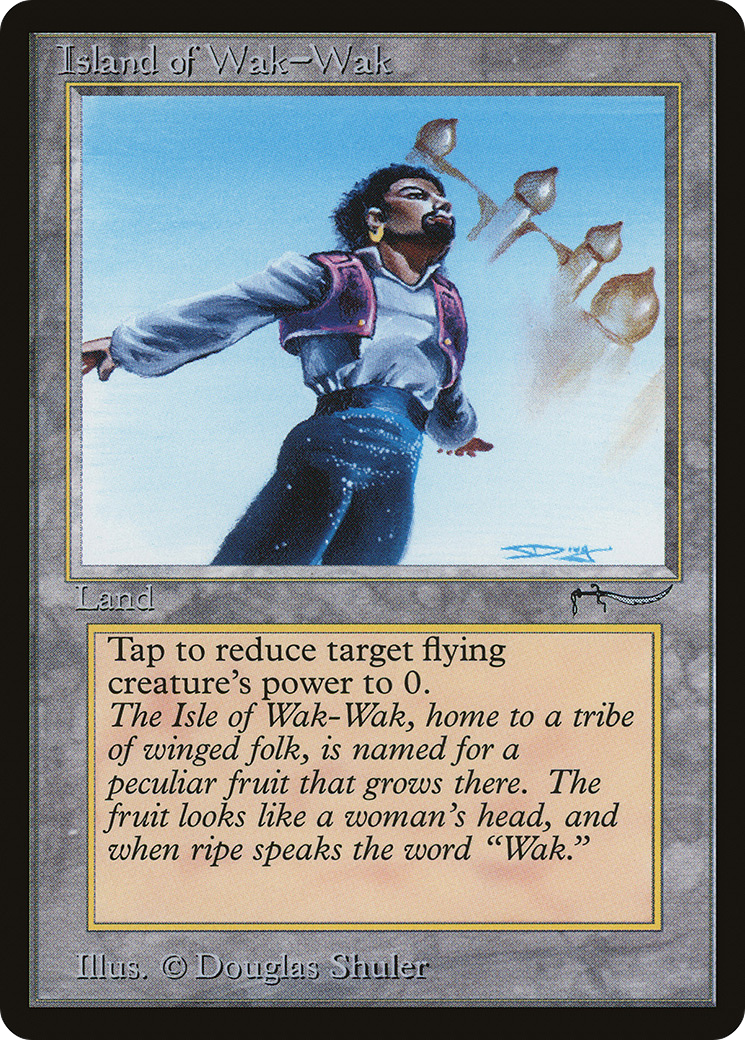 Island of Wak-Wak
Land
Tap to reduce target flying
creature's power to 0.
The Isle of Wak-Wak, home to a tribe
of winged folk, is named for a
peculiar fruit that grows there. The
fruit looks like a woman's head, and
when ripe speaks the word “Wak.”
Illus. © Douglas Shuler